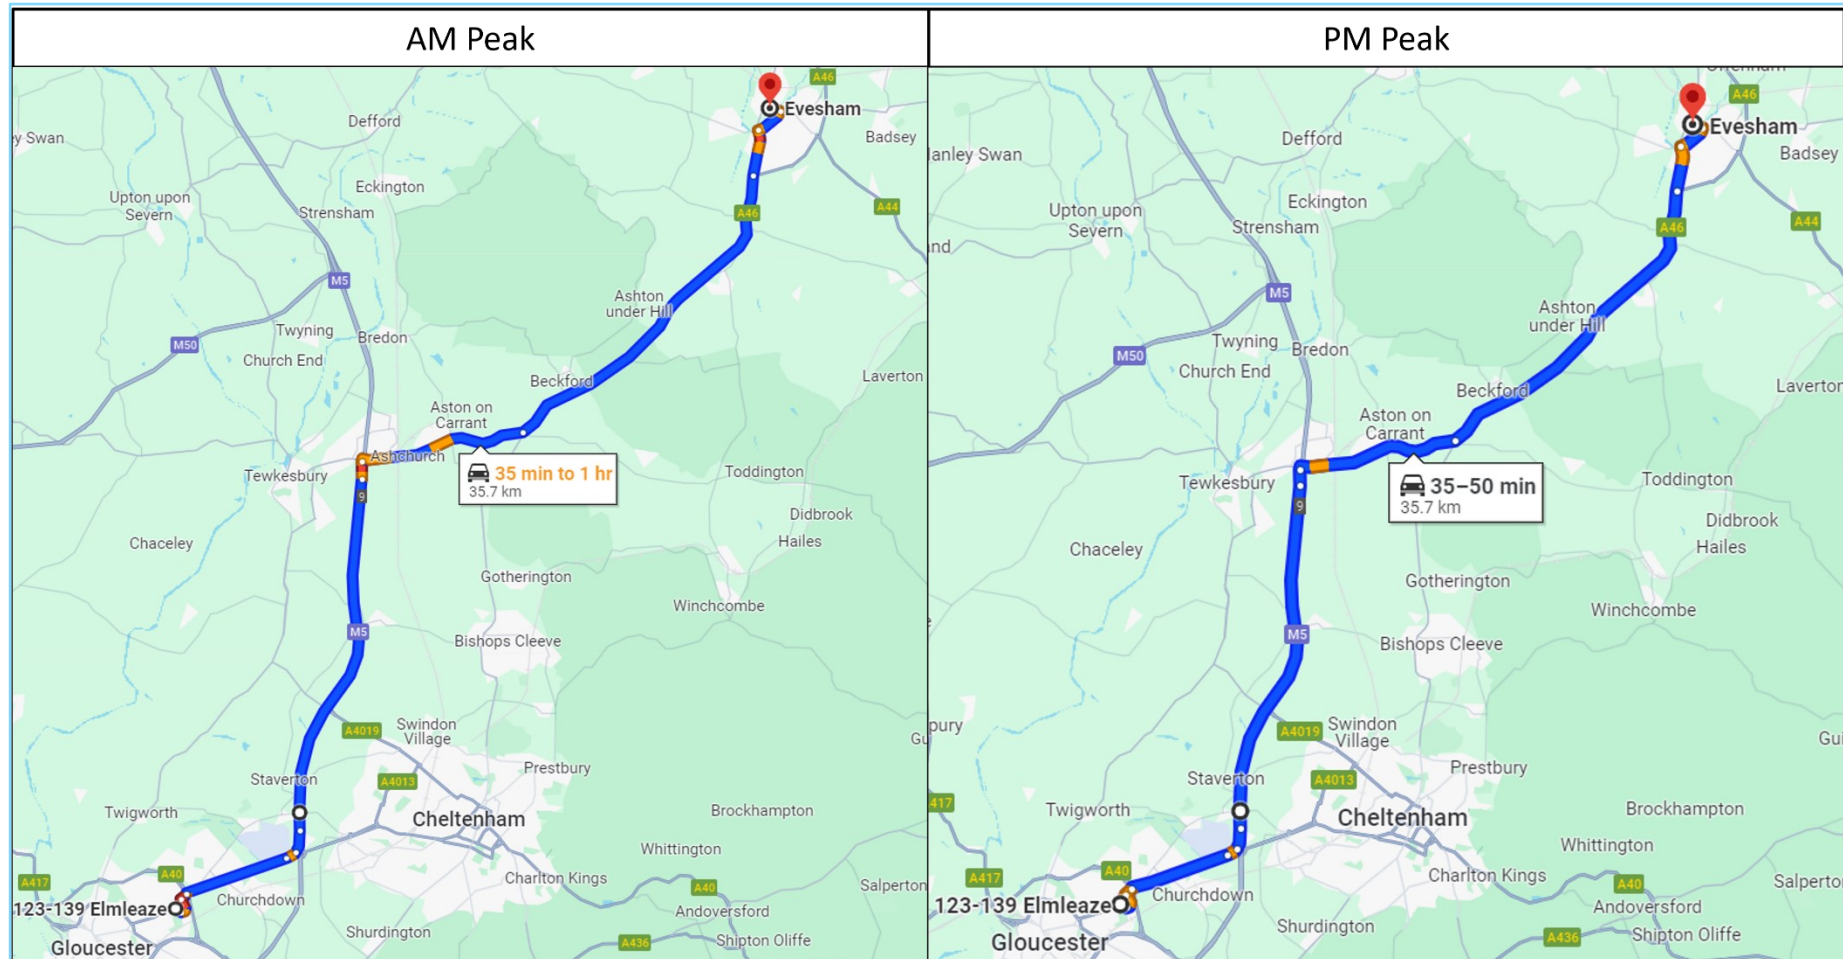 AM Peak
PM Peak
A46
Evesham
Badsey
Defford
ey Swan
Eckington
Upton upon
Severn
Strensham
A46
A44
M5
Ashton
under Hill
Twyning
Bredon
M50
Church End
Laverton
Beckford
Aston on
Carrant
Ashchurch
Tewkesbury
35 min to 1 hr
35.7 km
Toddington
9
Didbrook
Hailes
Chaceley
Gotherington
Winchcombe
M5
Bishops Cleeve
A4019
Swindon
Village
Gu
Staverton
Prestbury
A4013
Twigworth
Brockhampton
Cheltenham
Whittington
A40
A417
Charlton Kings
A40
Salperton
Churchdown
123-139 Elmleaze
Andoversford
Shurdington
Gloucester
A436
Shipton Oliffe
A46
Evesham
Badsey
Defford
lanley Swan
Eckington
Upton upon
Severn
Strensham
A46
A44
nd
M5
Ashton
under Hill
Twyning
Bredon
M50
Church End
Laverton
Beckford
Aston on
Carrant
Tewkesbury
35–50 min
35.7 km
Toddington
9
Didbrook
Hailes
Chaceley
Gotherington
Winchcombe
M5
Bishops Cleeve
pury
A4019
Swindon
Village
Gui
Staverton
Prestbury
A4013
417
Twigworth
Brockhampton
Cheltenham
Whittington
A40
A417
Charlton Kings
A40
Salperto
Churchdown
123-139 Elmleaze
Andoversford
Shurdington
Gloucester
A436
Shipton Oliffe